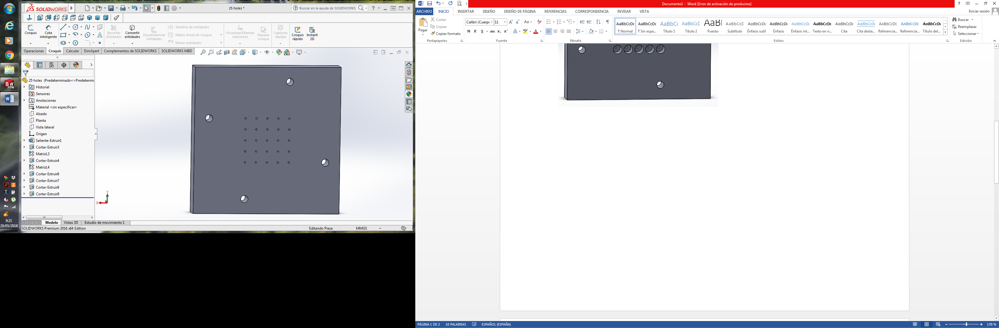 SOLIDWORKS
25 holes *
Buscar en la ayuda de SOLIDWORKS
Croquis
Cota inteligente
Recortar entidades
Convertir entidades
Equidistanciar entidades
Simetría de entidades
Matriz lineal de croquis
Mover entidades
Visualizar/Eliminar relaciones
Reparar croquis
Capturas rápidas
Croquis rápido
Instant 2D
Operaciones
Croquis
Calcular
DimXpert
Complementos de SOLIDWORKS
SOLIDWORKS MBD
25 holes (Predeterminado<<Predetermi
Historial
Sensores
Anotaciones
Material <sin especificar>
Alzado
Planta
Vista lateral
Origen
Saliente-Extruir1
Cortar-Extruir3
MatrizL3
Cortar-Extruir4
MatrizL4
Cortar-Extruir6
Cortar-Extruir7
Cortar-Extruir8
Cortar-Extruir9
Y
X
Modelo
Vistas 3D
Estudio de movimiento 1
SOLIDWORKS Premium 2016 x64 Edition
Editando Pieza
MMGS
SW
2016
9:21
29/05/2018
Documento1 - Word (Error de activación de productos)
ARCHIVO
INICIO
INSERTAR
DISEÑO
DISEÑO DE PÁGINA
REFERENCIAS
CORRESPONDENCIA
REVISAR
VISTA
Iniciar sesión
Pegar
Cortar
Copiar
Copiar formato
Portapapeles
Calibri (Cuerpo
11
N K S abc x₂ x²
Fuente
Párrafo
AaBbCcDc
¶ Normal
AaBbCcDc
¶ Sin espa...
AaBbC(
Título 1
AaBbCcE
Título 2
AaBl
Puesto
AaBbCcE
Subtítulo
AaBbCcDc
Énfasis sutil
AaBbCcDc
Énfasis
AaBbCcDc
Énfasis int...
AaBbCcDc
Texto en n...
AaBbCcDc
Cita
AaBbCcDc
Cita desta...
AABBCCDC
Referencia...
AABBCCDC
Referencia...
AaBbCcDc
Título del...
Estilos
Buscar
Reemplazar
Seleccionar
Edición
PÁGINA 1 DE 2
10 PALABRAS
ESPAÑOL (ESPAÑA)
170 %